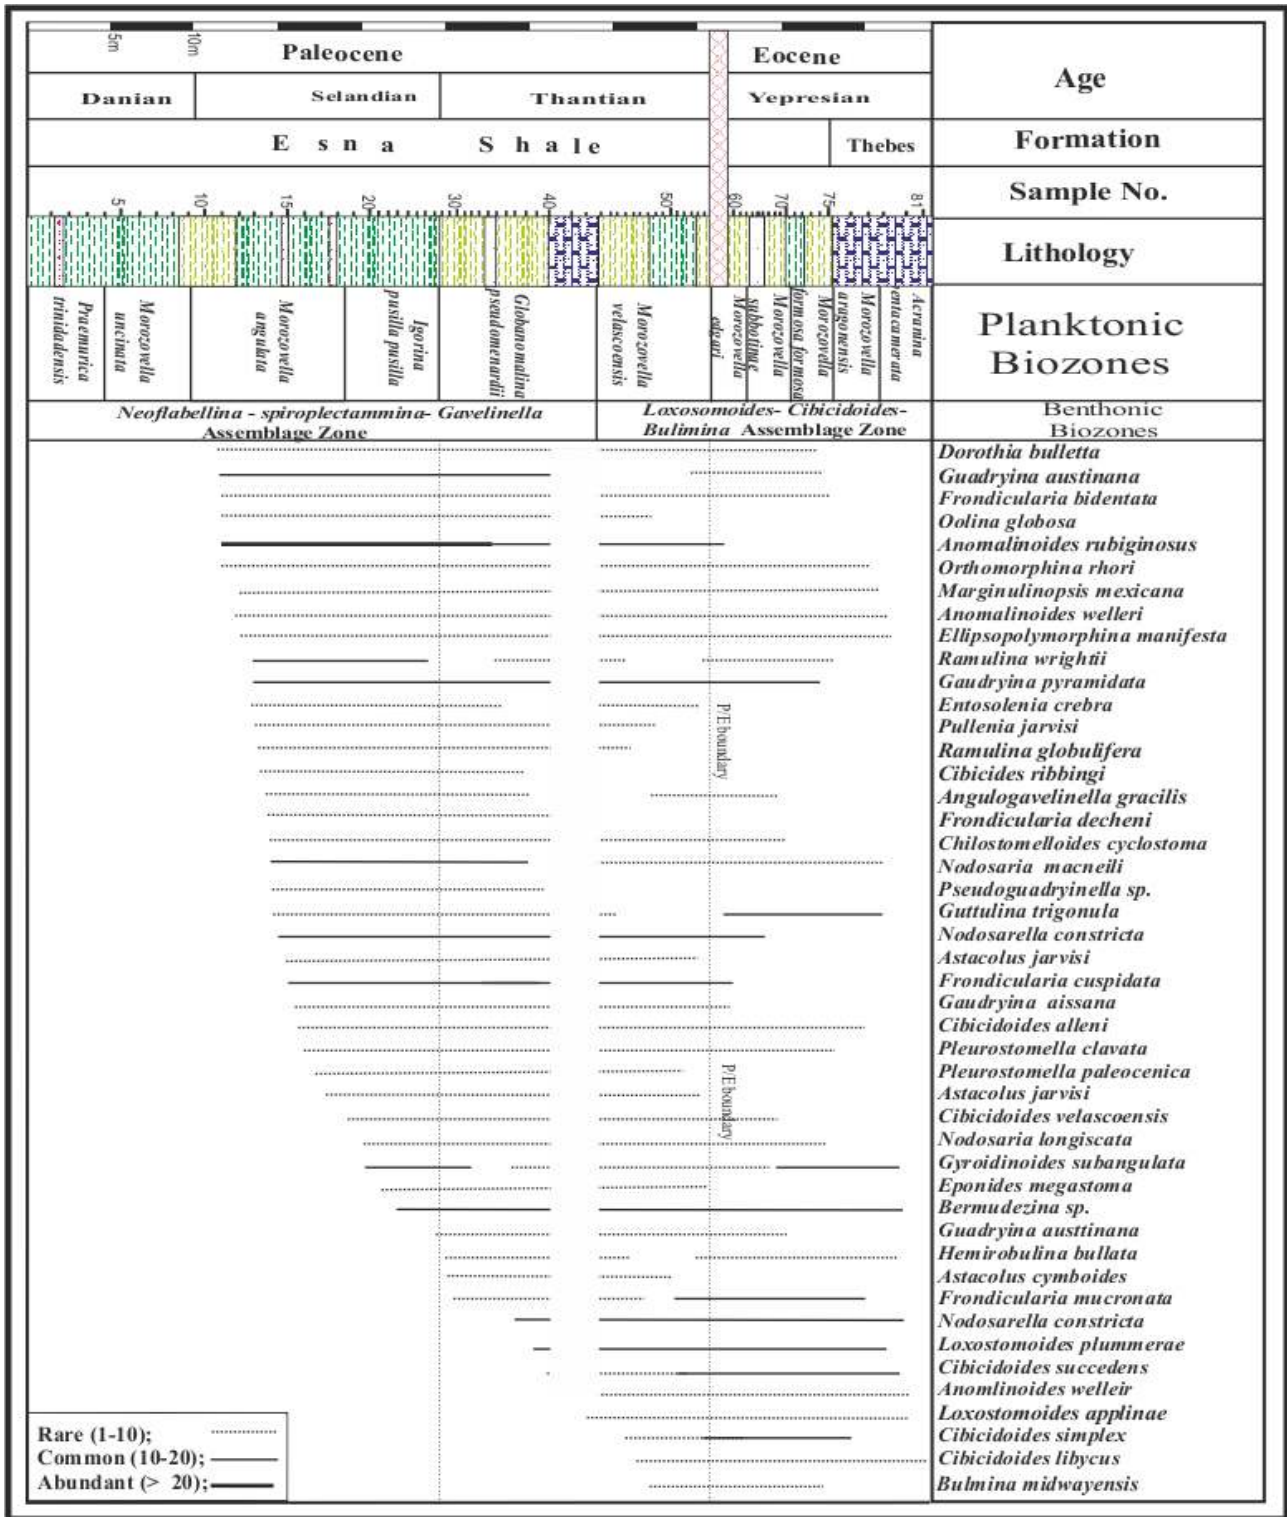 5m
10m
Paleocene
Eocene
Age
Danian
Selandian
Thantian
Yepresian
Esna Shale
Thebes
Formation
5
10
15
20
30
40
50
60
70
75
81
Sample No.
Lithology
Praemurica
trinidadensis
Morozovella
uncinata
Morozovella
angulata
Igorina
pusilla pusilla
Globanomalina
pseudomenardii
Morozovella
velascoensis
Morozovella
edgari
Morozovella
subbotinae
Morozovella
formosa formosa
Morozovella
aragonensis
Acranina
entacamerata
Planktonic
Biozones
Neoflabellina - spiroplectammina- Gavelinella
Assemblage Zone
Loxosomoides- Cibicidoides-
Bulimina Assemblage Zone
Benthonic
Biozones
Dorothia bulletta
Guadryina austinana
Frondicularia bidentata
Oolina globosa
Anomalinoides rubiginosus
Orthomorphina rhori
Marginulinopsis mexicana
Anomalinoides welleri
Ellipsopolymorphina manifesta
Ramulina wrightii
Gaudryina pyramidata
Entosolenia crebra
Pullenia jarvisi
Ramulina globulifera
Cibicides ribbingi
Angulogavelinella gracilis
Frondicularia decheni
Chilostomelloides cyclostoma
Nodosaria macneili
Pseudoguadryinella sp.
Guttulina trigonula
Nodosarella constricta
Astacolus jarvisi
Frondicularia cuspidata
Gaudryina aissana
Cibicidoides alleni
Pleurostomella clavata
Pleurostomella paleocenica
Astacolus jarvisi
Cibicidoides velascoensis
Nodosaria longiscata
Gyroidinoides subangulata
Eponides megastoma
Bermudezina sp.
Guadryina austtinana
Hemirobulina bullata
Astacolus cymboides
Frondicularia mucronata
Nodosarella constricta
Loxostomoides plummerae
Cibicidoides succedens
Anomlinoides welleir
Loxostomoides applinae
Cibicidoides simplex
Cibicidoides libycus
Bulmina midwayensis
P/E boundary
P/E boundary
Rare (1-10);
Common (10-20);
Abundant (> 20);